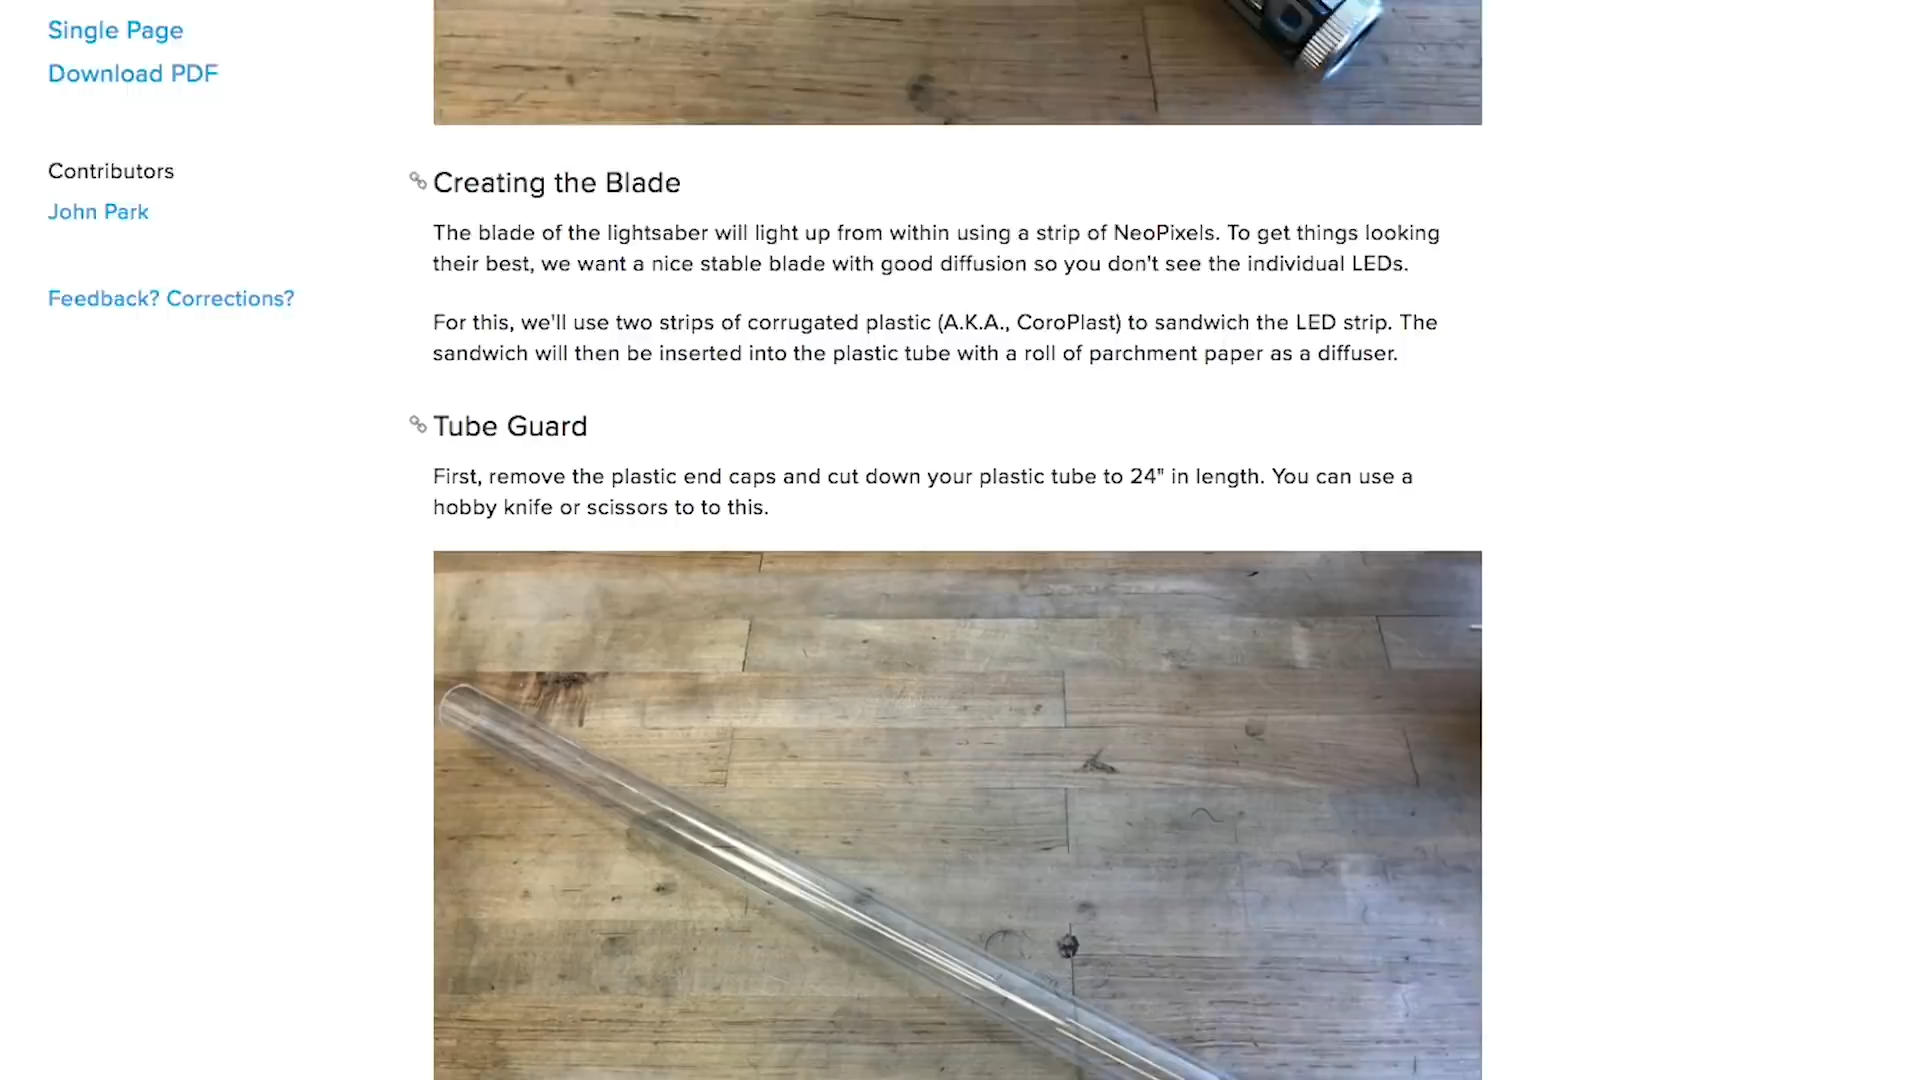 Single Page
Download PDF
Contributors
John Park
Feedback? Corrections?
Creating the Blade
The blade of the lightsaber will light up from within using a strip of NeoPixels. To get things looking
their best, we want a nice stable blade with good diffusion so you don't see the individual LEDs.
For this, we'll use two strips of corrugated plastic (A.K.A., CoroPlast) to sandwich the LED strip. The
sandwich will then be inserted into the plastic tube with a roll of parchment paper as a diffuser.
Tube Guard
First, remove the plastic end caps and cut down your plastic tube to 24" in length. You can use a
hobby knife or scissors to to this.